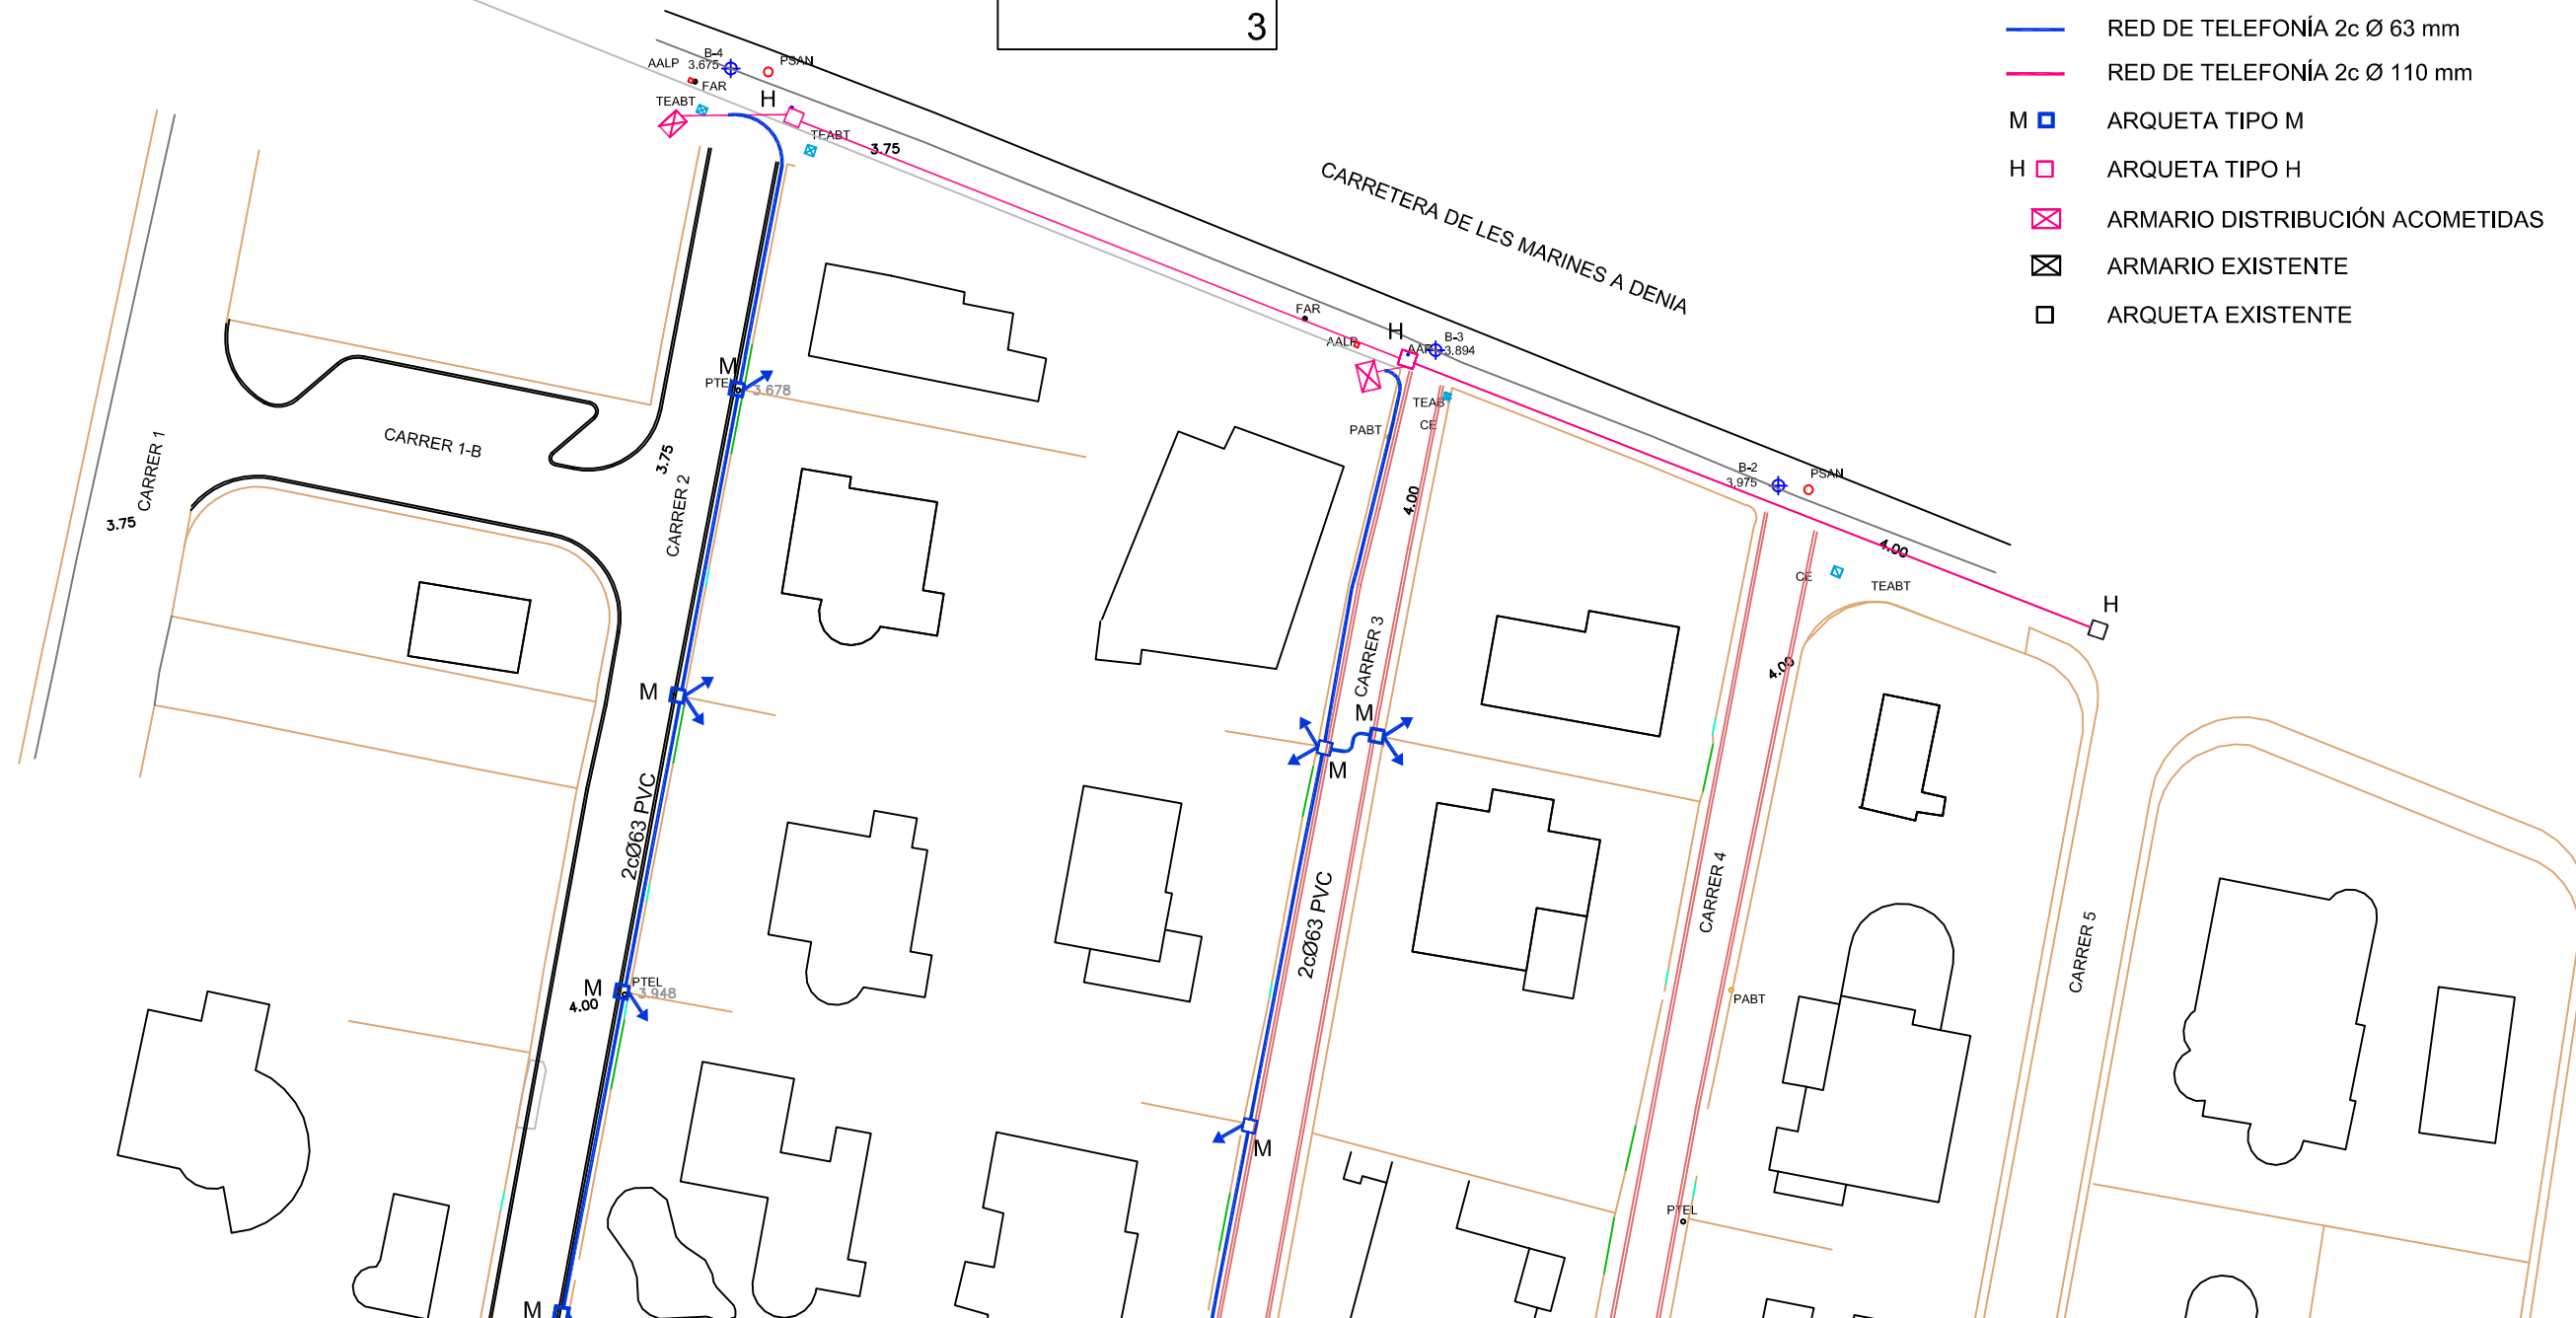 3
RED DE TELEFONÍA 2c Ø 63 mm
RED DE TELEFONÍA 2c Ø 110 mm
M ARQUETA TIPO M
H ARQUETA TIPO H
ARMARIO DISTRIBUCIÓN ACOMETIDAS
ARMARIO EXISTENTE
ARQUETA EXISTENTE
B-4
3.675
PSAN
AALP
FAR
TEABT
H
TEABT
3.75
CARRETERA DE LES MARINES A DENIA
FAR
AALP
H
B-3
3.894
TEAB
CE
PABT
4.00
B-2
3.975
PSAN
4.00
CE
TEABT
H
4.00
M
3.678
CARRER 1-B
CARRER 1
3.75
3.75
CARRER 2
M
CARRER 3
M
M
2cØ63 PVC
2cØ63 PVC
CARRER 4
CARRER 5
M
PTEL
3.948
4.00
PABT
M
PTEL
M